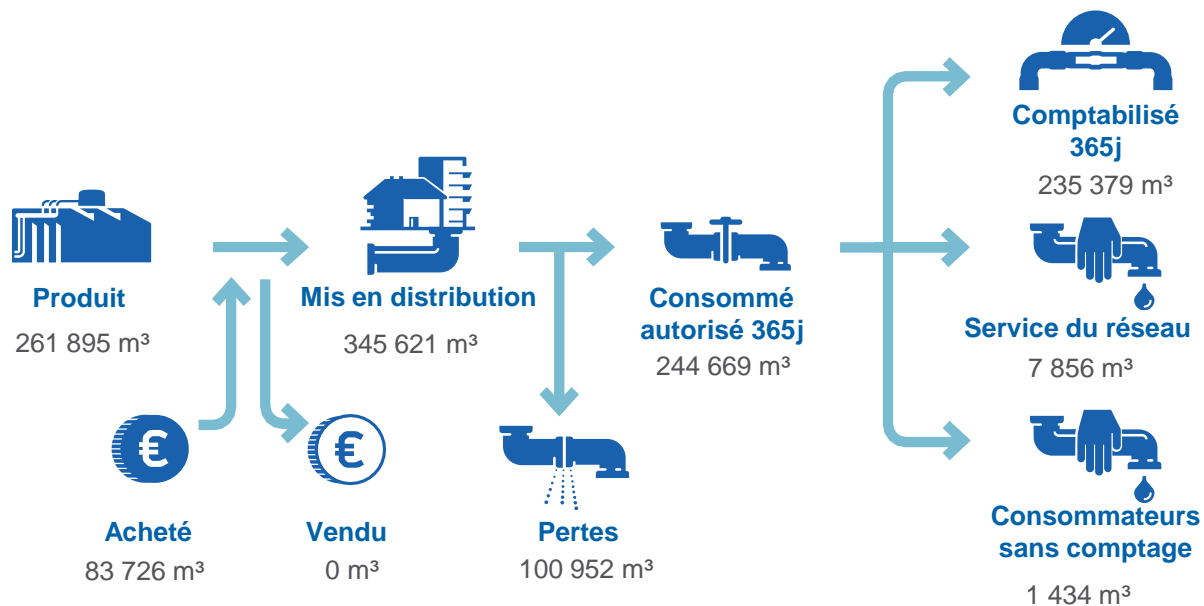 Comptabilisé
365j
235 379 m³
Produit
261 895 m³
Mis en distribution
345 621 m³
Consommé
autorisé 365j
244 669 m³
Service du réseau
7 856 m³
€
Acheté
83 726 m³
€
Vendu
0 m³
Pertes
100 952 m³
Consommateurs
sans comptage
1 434 m³